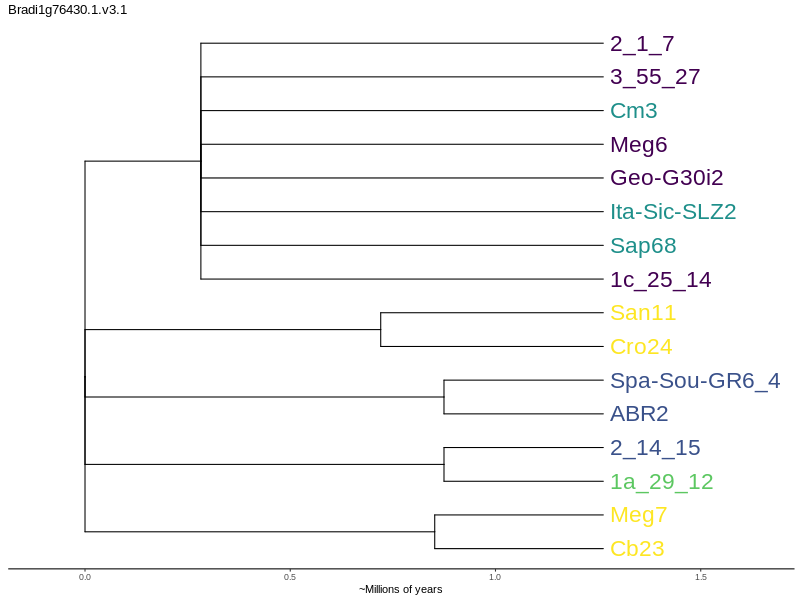 Bradi1g76430.1.v3.1
2_1_7
3_55_27
Cm3
Meg6
Geo-G30i2
Ita-Sic-SLZ2
Sap68
1c_25_14
San11
Cro24
Spa-Sou-GR6_4
ABR2
2_14_15
1a_29_12
Meg7
Cb23
0.0 0.5 1.0 1.5
~Millions of years